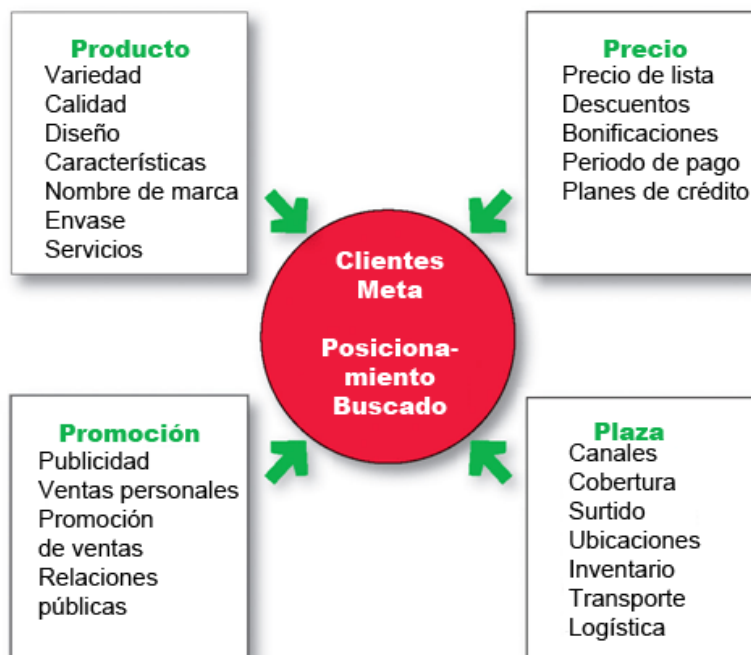 Producto
Variedad
Calidad
Diseño
Características
Nombre de marca
Envase
Servicios
Precio
Precio de lista
Descuentos
Bonificaciones
Periodo de pago
Planes de crédito
Clientes
Meta
Posiciona-
miento
Buscado
Promoción
Publicidad
Ventas personales
Promoción
de ventas
Relaciones
públicas
Plaza
Canales
Cobertura
Surtido
Ubicaciones
Inventario
Transporte
Logística